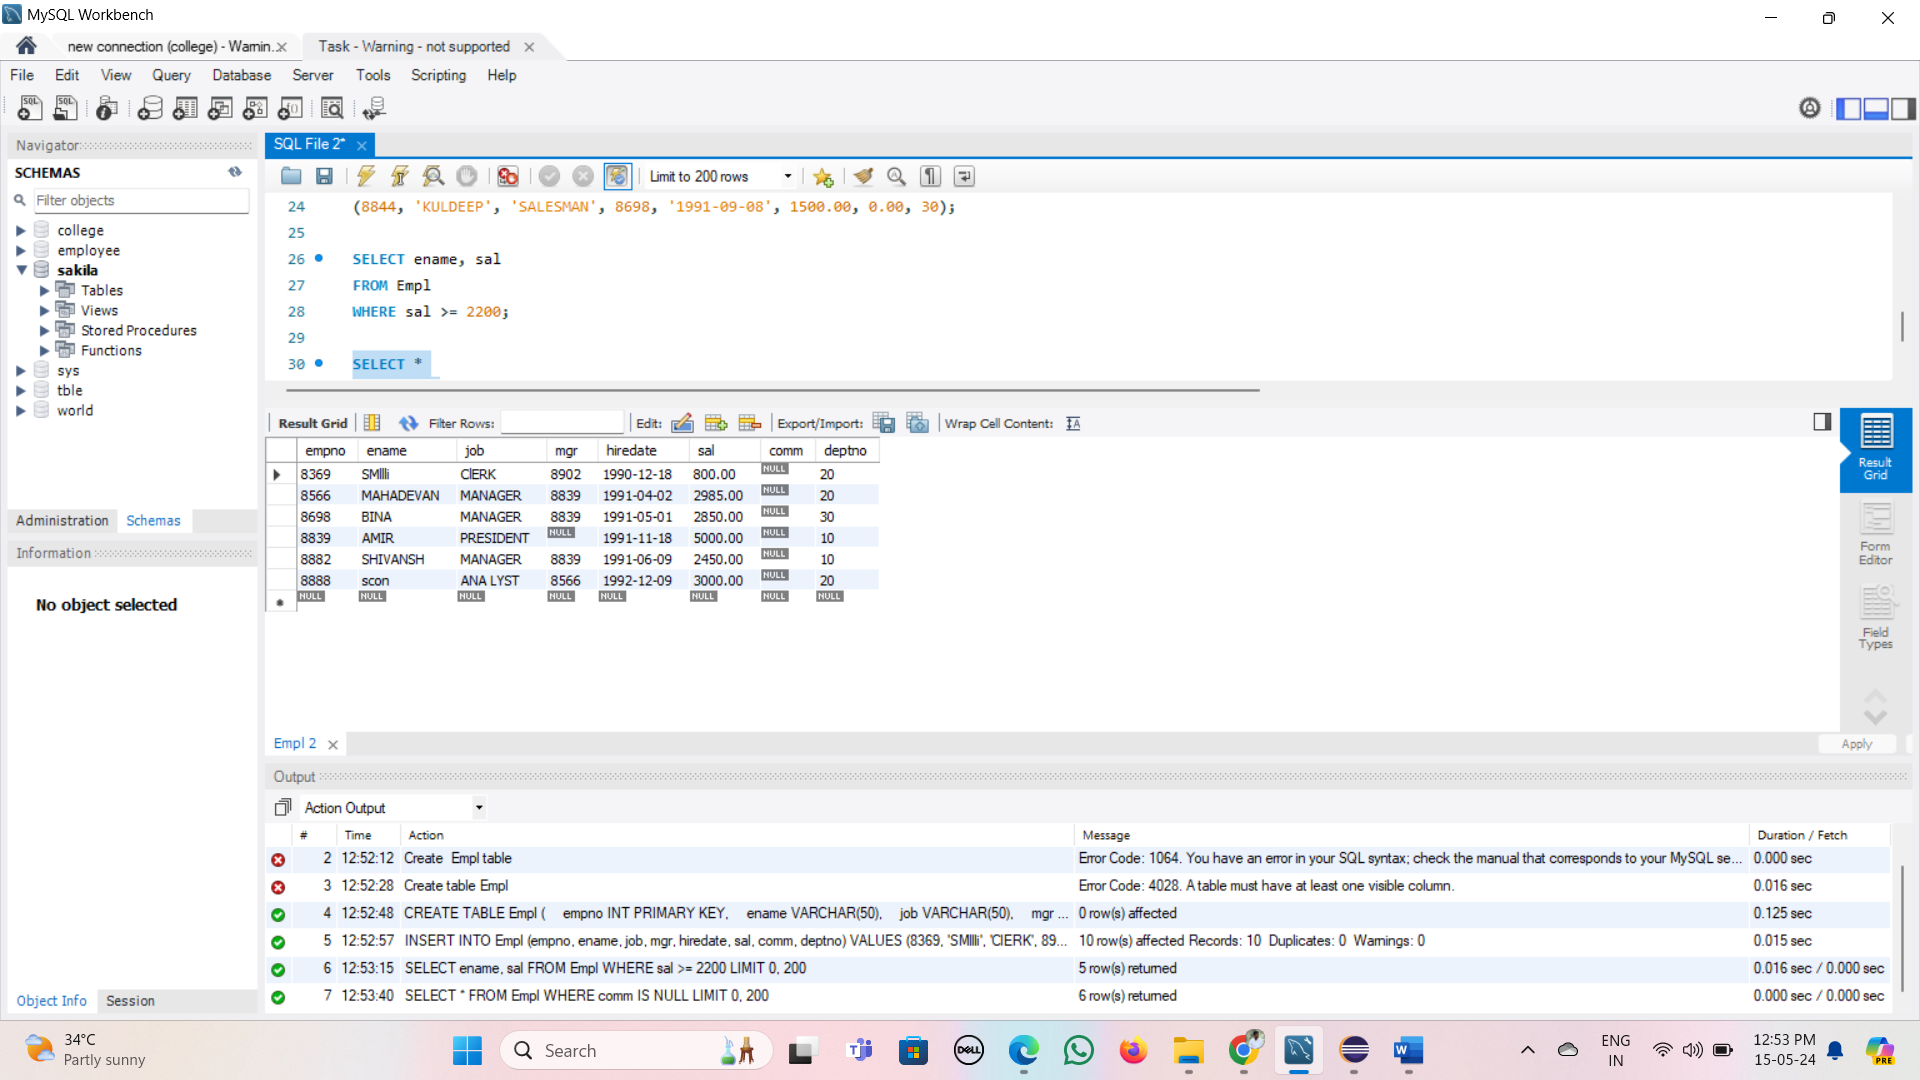 MySQL Workbench
new connection (college) - Warnin... Task - Warning - not supported
File Edit View Query Database Server Tools Scripting Help
Navigator
SCHEMAS
Filter objects
college
employee
sakila
Tables
Views
Stored Procedures
Functions
sys
tble
world
Administration Schemas
Information
No object selected
Object Info Session
SQL File 2*
Limit to 200 rows
24 (8844, 'KULDEEP', 'SALESMAN', 8698, '1991-09-08', 1500.00, 0.00, 30);
25
26 SELECT ename, sal
27 FROM Empl
28 WHERE sal >= 2200;
29
30 SELECT *
Result Grid Filter Rows: Edit: Export/Import: Wrap Cell Content:
empno ename job mgr hiredate sal comm deptno
8369 SMIlli ClERK 8902 1990-12-18 800.00 NULL 20
8566 MAHADEVAN MANAGER 8839 1991-04-02 2985.00 NULL 20
8698 BINA MANAGER 8839 1991-05-01 2850.00 NULL 30
8839 AMIR PRESIDENT NULL 1991-11-18 5000.00 NULL 10
8882 SHIVANSH MANAGER 8839 1991-06-09 2450.00 NULL 10
8888 scon ANA LYST 8566 1992-12-09 3000.00 NULL 20
NULL NULL NULL NULL NULL NULL NULL NULL
Result
Grid
Form
Editor
Field
Types
Empl 2
Apply
Output
Action Output
# Time Action Message Duration / Fetch
2 12:52:12 Create Empl table Error Code: 1064. You have an error in your SQL syntax; check the manual that corresponds to your MySQL se... 0.000 sec
3 12:52:28 Create table Empl Error Code: 4028. A table must have at least one visible column. 0.016 sec
4 12:52:48 CREATE TABLE Empl ( empno INT PRIMARY KEY, ename VARCHAR(50), job VARCHAR(50), mgr ... 0 row(s) affected 0.125 sec
5 12:52:57 INSERT INTO Empl (empno, ename, job, mgr, hiredate, sal, comm, deptno) VALUES (8369, 'SMIlli', 'ClERK', 89... 10 row(s) affected Records: 10 Duplicates: 0 Warnings: 0 0.015 sec
6 12:53:15 SELECT ename, sal FROM Empl WHERE sal >= 2200 LIMIT 0, 200 5 row(s) returned 0.016 sec / 0.000 sec
7 12:53:40 SELECT * FROM Empl WHERE comm IS NULL LIMIT 0, 200 6 row(s) returned 0.000 sec / 0.000 sec
34°C
Partly sunny
Search
DELL
ENG
IN
12:53 PM
15-05-24
PRE